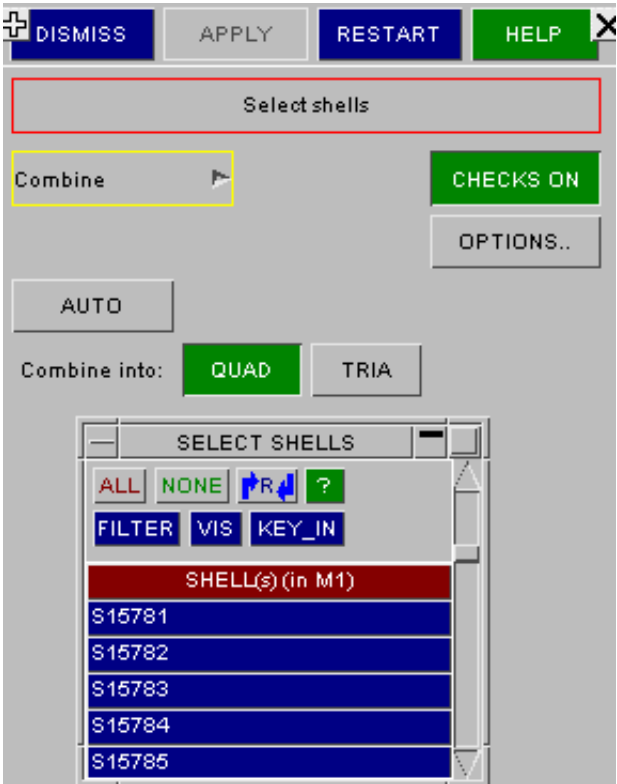 DISMISS APPLY RESTART HELP
Select shells
Combine CHECKS ON
OPTIONS..
AUTO
Combine into: QUAD TRIA
SELECT SHELLS
ALL NONE R ?
FILTER VIS KEY_IN
SHELL(s) (in M1)
S15781
S15782
S15783
S15784
S15785